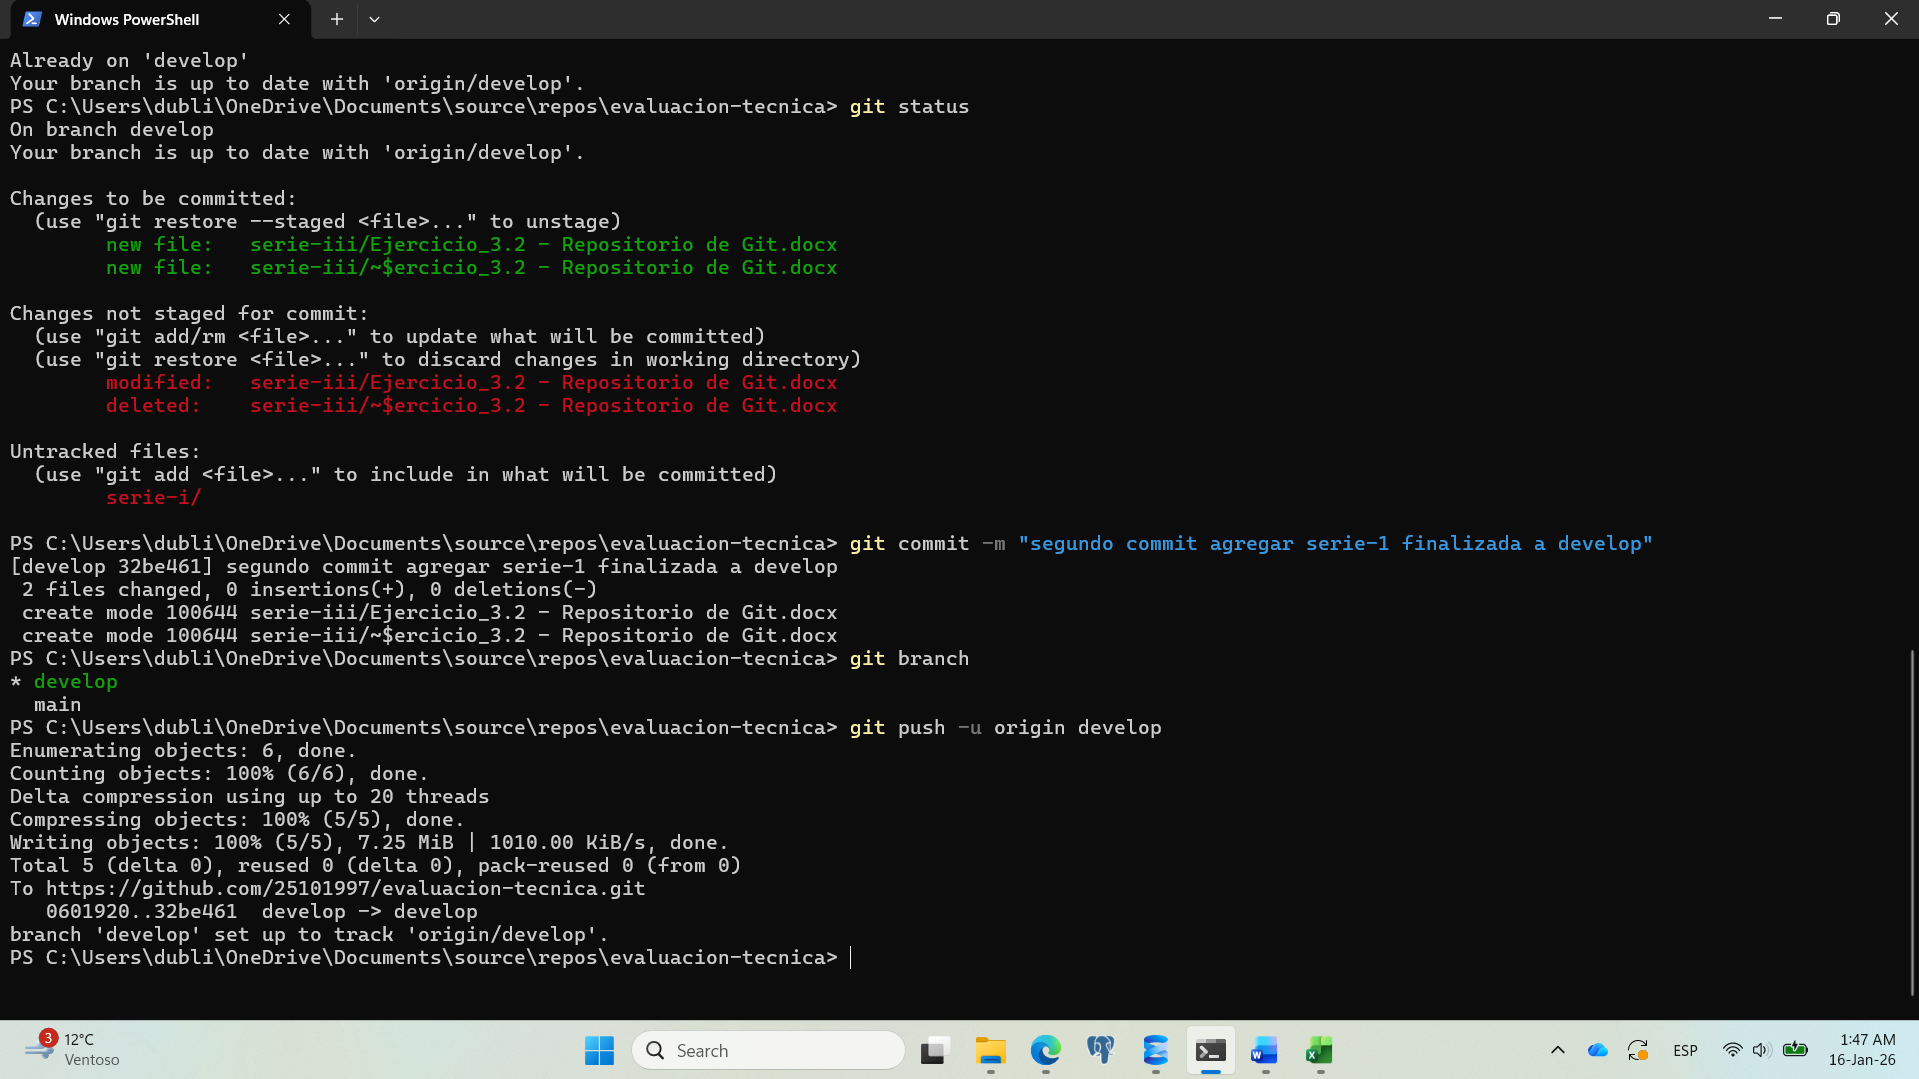 Windows PowerShell
Already on 'develop'
Your branch is up to date with 'origin/develop'.
PS C:\Users\dubli\OneDrive\Documents\source\repos\evaluacion-tecnica> git status
On branch develop
Your branch is up to date with 'origin/develop'.
Changes to be committed:
  (use "git restore --staged <file>..." to unstage)
        new file:   serie-iii/Ejercicio_3.2 - Repositorio de Git.docx
        new file:   serie-iii/~$ercicio_3.2 - Repositorio de Git.docx
Changes not staged for commit:
  (use "git add/rm <file>..." to update what will be committed)
  (use "git restore <file>..." to discard changes in working directory)
        modified:   serie-iii/Ejercicio_3.2 - Repositorio de Git.docx
        deleted:    serie-iii/~$ercicio_3.2 - Repositorio de Git.docx
Untracked files:
  (use "git add <file>..." to include in what will be committed)
        serie-i/
PS C:\Users\dubli\OneDrive\Documents\source\repos\evaluacion-tecnica> git commit -m "segundo commit agregar serie-1 finalizada a develop"
[develop 32be461] segundo commit agregar serie-1 finalizada a develop
 2 files changed, 0 insertions(+), 0 deletions(-)
 create mode 100644 serie-iii/Ejercicio_3.2 - Repositorio de Git.docx
 create mode 100644 serie-iii/~$ercicio_3.2 - Repositorio de Git.docx
PS C:\Users\dubli\OneDrive\Documents\source\repos\evaluacion-tecnica> git branch
* develop
  main
PS C:\Users\dubli\OneDrive\Documents\source\repos\evaluacion-tecnica> git push -u origin develop
Enumerating objects: 6, done.
Counting objects: 100% (6/6), done.
Delta compression using up to 20 threads
Compressing objects: 100% (5/5), done.
Writing objects: 100% (5/5), 7.25 MiB | 1010.00 KiB/s, done.
Total 5 (delta 0), reused 0 (delta 0), pack-reused 0 (from 0)
To https://github.com/25101997/evaluacion-tecnica.git
   0601920..32be461  develop -> develop
branch 'develop' set up to track 'origin/develop'.
PS C:\Users\dubli\OneDrive\Documents\source\repos\evaluacion-tecnica>
3
12°C
Ventoso
Search
ESP
1:47 AM
16-Jan-26